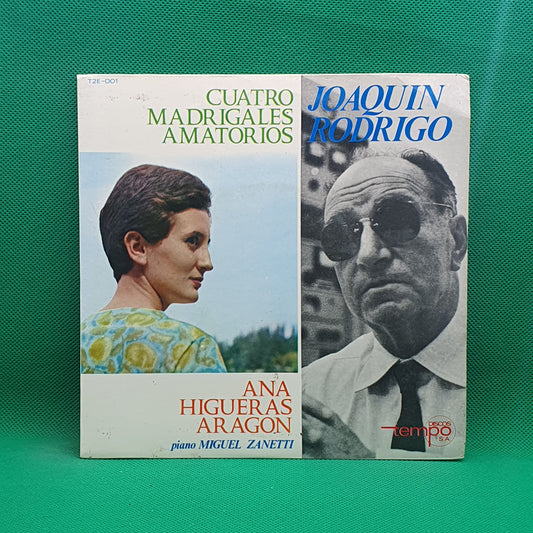 T2E-001
CUATRO
MADRIGALES
AMATORIOS
JOAQUIN
RODRIGO
ANA
HIGUERAS
ARAGON
piano MIGUEL ZANETTI
DISCOS
tempo
S A